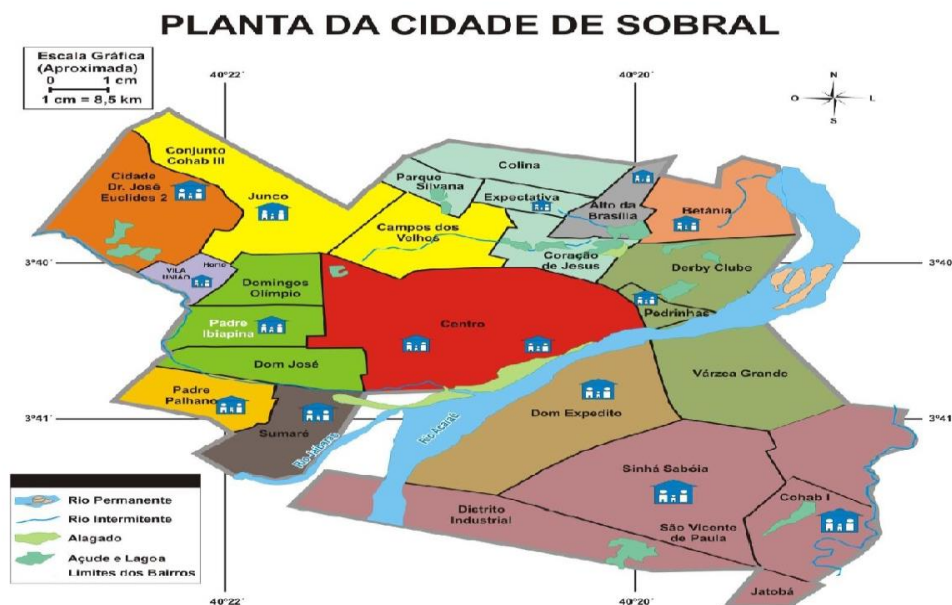 PLANTA DA CIDADE DE SOBRAL
Escala Gráfica
(Aproximada)
0 1 cm
1 cm = 8,5 km
40°22'
40°20'
N
O
L
S
Conjunto
Cohab III
Cidade
Dr. José
Euclides 2
Junco
Parque
Silvana
Colina
Expectativa
Alto da
Brasília
Betânia
Campos dos
Velhos
Coração
de Jesus
Derby Clube
3°40'
3°40'
VILA
UNIÃO
Horto
Domingos
Olímpio
Pedrinhas
Padre
Ibiapina
Centro
Dom José
Várzea Grande
Padre
Palhano
Dom Expedito
3°41'
3°41'
Sumaré
Rio Jaibaras
Rio Acaraú
Sinhá Sabóia
Cohab I
Distrito
Industrial
São Vicente
de Paula
Jatobá
Rio Permanente
Rio Intermitente
Alagado
Açude e Lagoa
Limites dos Bairros
40°22'
40°20'